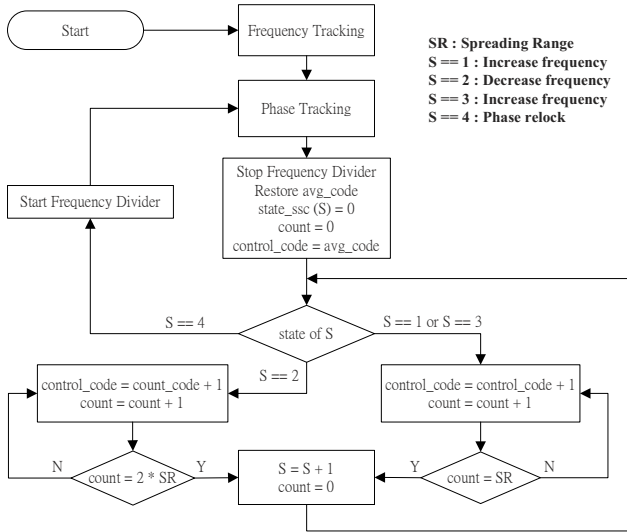 Start
Frequency Tracking
SR : Spreading Range
S == 1 : Increase frequency
S == 2 : Decrease frequency
S == 3 : Increase frequency
S == 4 : Phase relock
Phase Tracking
Stop Frequency Divider
Restore avg_code
state_ssc (S) = 0
count = 0
control_code = avg_code
Start Frequency Divider
S == 4
state of S
S == 1 or S == 3
S == 2
control_code = count_code + 1
count = count + 1
control_code = control_code + 1
count = count + 1
N
count = 2 * SR
Y
S = S + 1
count = 0
Y
count = SR
N